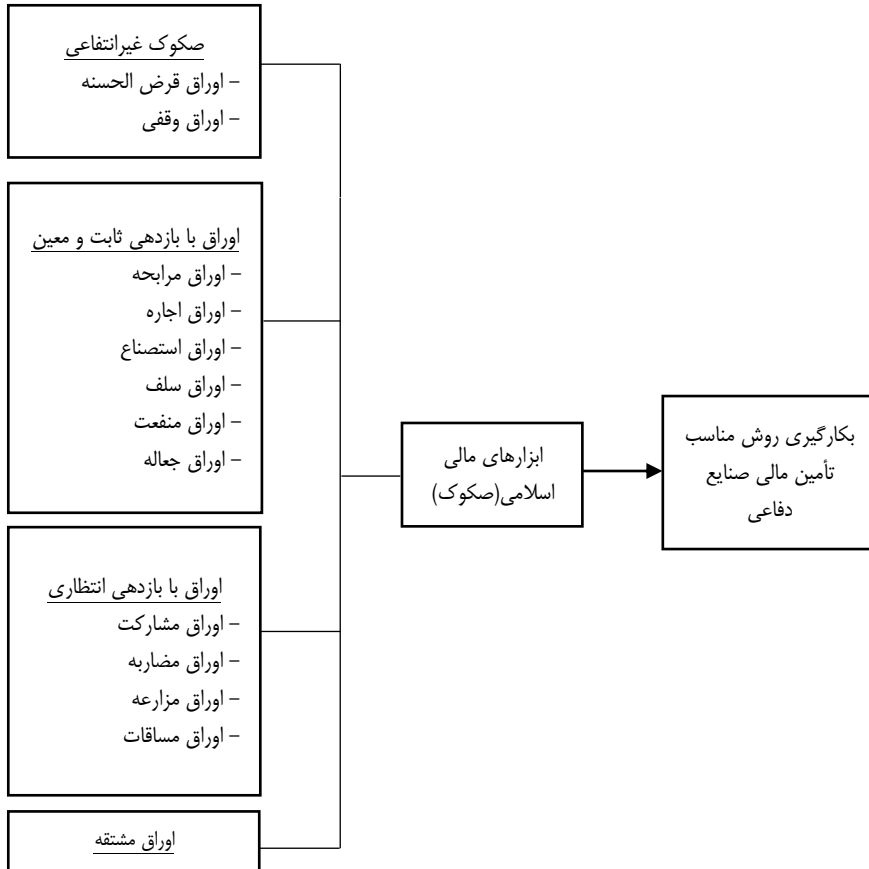 صکوک غیرانتفاعی
- اوراق قرض الحسنه
- اوراق وقفی
اوراق با بازدهی ثابت و معین
- اوراق مرابحه
- اوراق اجاره
- اوراق استصناع
- اوراق سلف
- اوراق منفعت
- اوراق جعاله
اوراق با بازدهی انتظاری
- اوراق مشارکت
- اوراق مضاربه
- اوراق مزارعه
- اوراق مساقات
اوراق مشتقه
ابزارهای مالی
اسلامی(صکوک)
بکارگیری روش مناسب
تأمین مالی صنایع
دفاعی